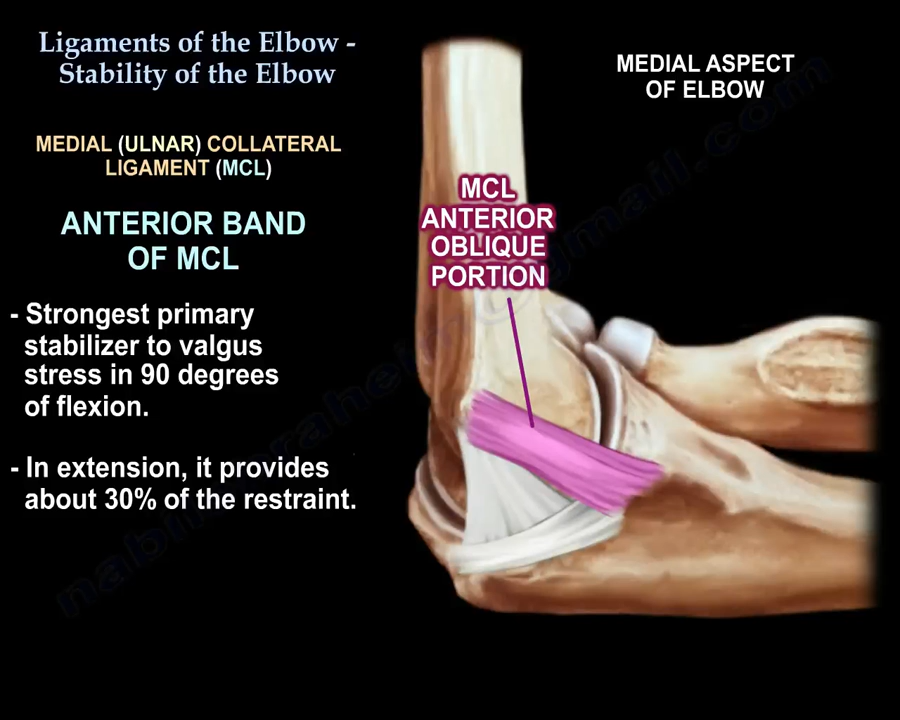 Ligaments of the Elbow -
Stability of the Elbow
MEDIAL ASPECT
OF ELBOW
MEDIAL (ULNAR) COLLATERAL
LIGAMENT (MCL)
ANTERIOR BAND
OF MCL
MCL
ANTERIOR
OBLIQUE
PORTION
- Strongest primary
stabilizer to valgus
stress in 90 degrees
of flexion.
- In extension, it provides
about 30% of the restraint.